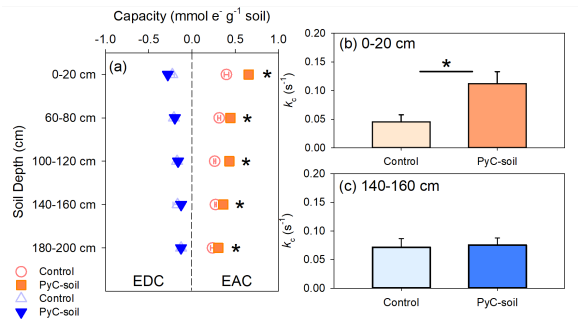 Capacity (mmol e⁻ g⁻¹ soil)
-1.0 -0.5 0.0 0.5 1.0
(a)
Soil Depth (cm)
0-20 cm *
60-80 cm *
100-120 cm *
140-160 cm *
180-200 cm *
EDC EAC
Control
PyC-soil
Control
PyC-soil
(b) 0-20 cm
k꜀ (s⁻¹)
0.20
0.15
0.10
0.05
0.00
*
Control PyC-soil
(c) 140-160 cm
k꜀ (s⁻¹)
0.20
0.15
0.10
0.05
0.00
Control PyC-soil